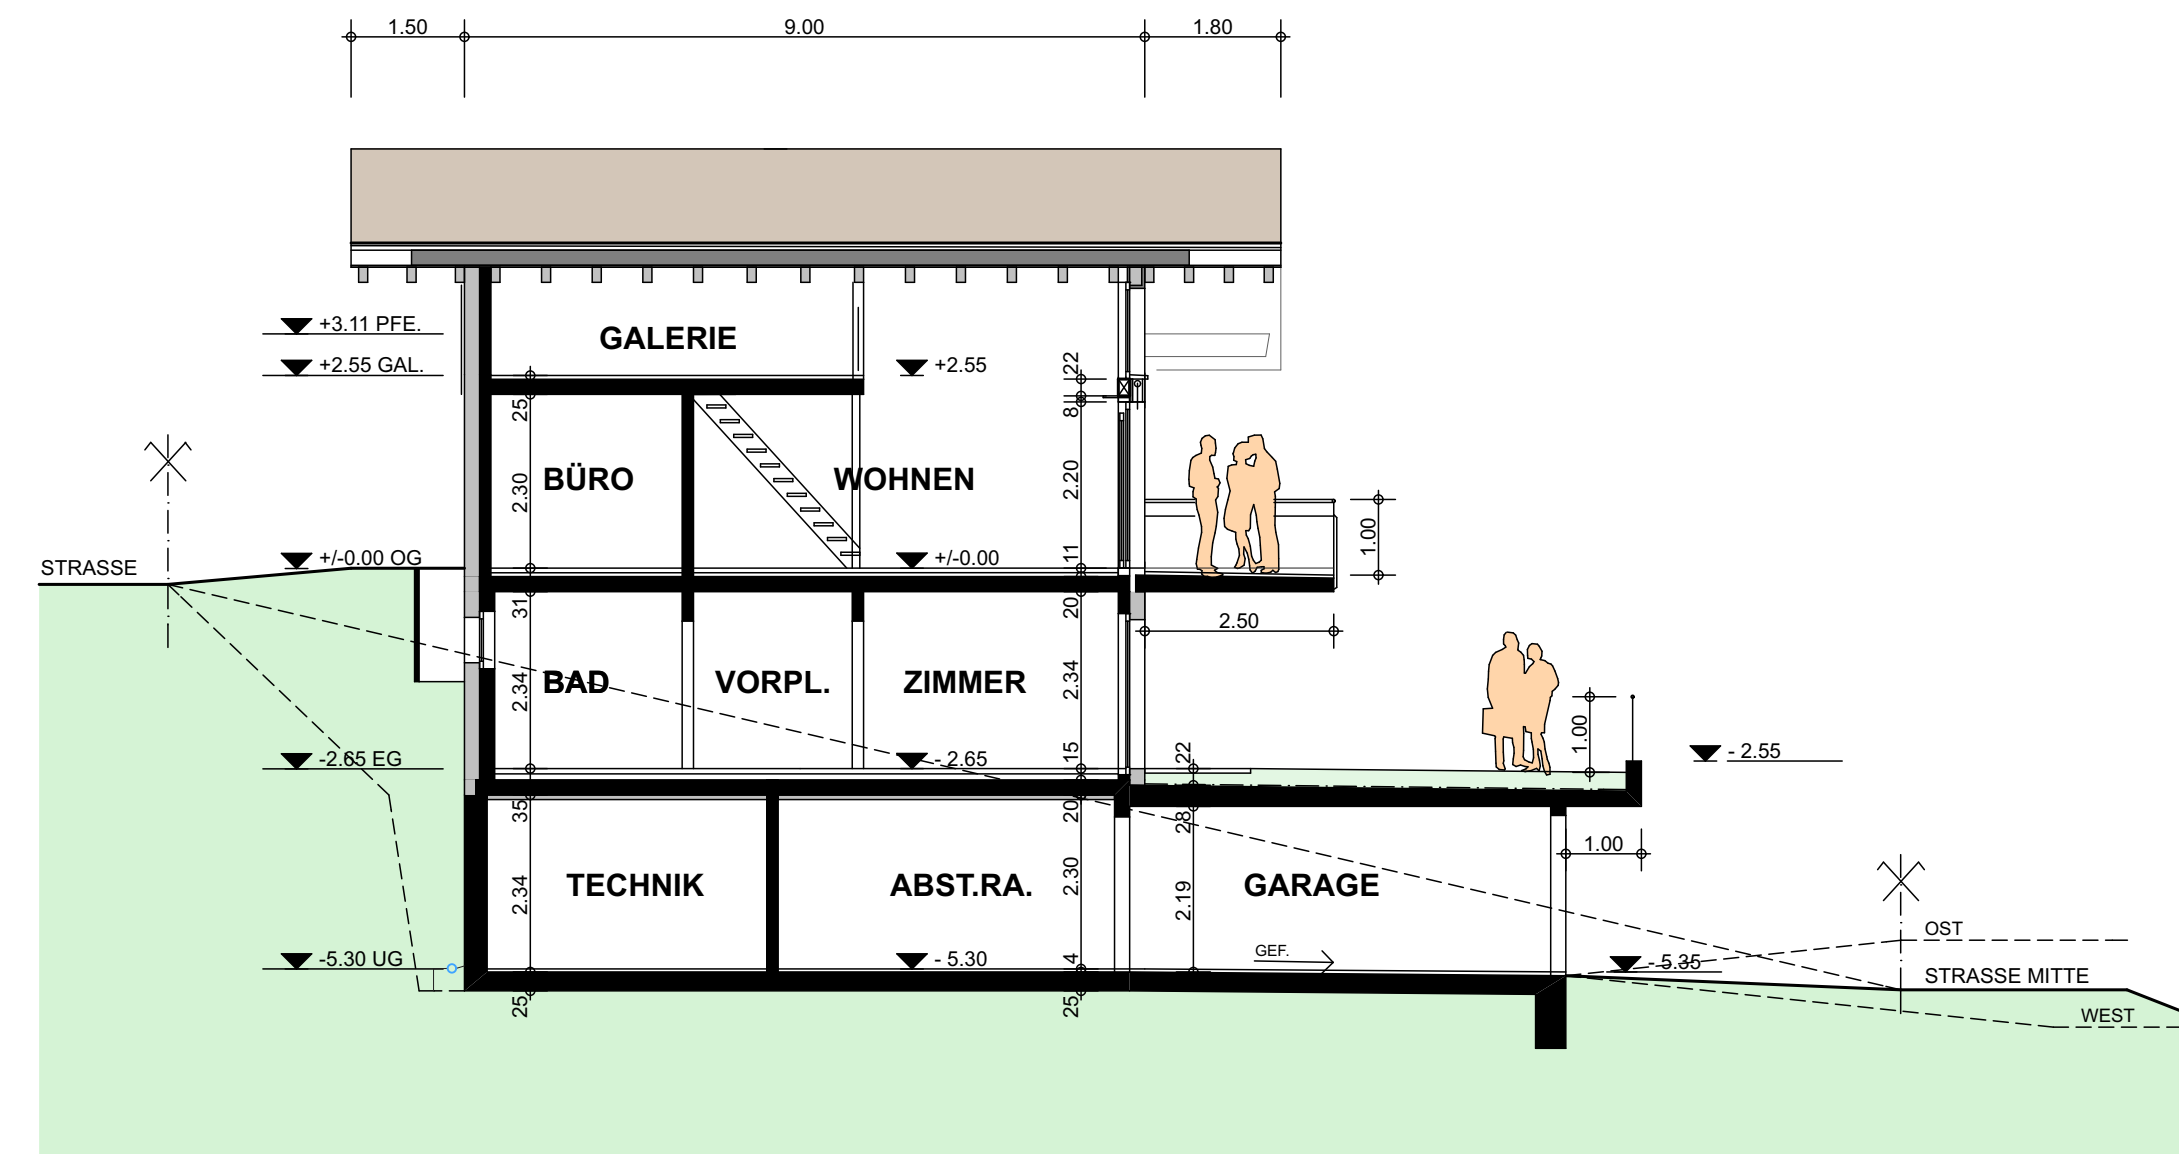 1.50 9.00 1.80
+3.11 PFE.
GALERIE
+2.55 GAL.
+2.55
22
25
8
BÜRO
WOHNEN
2.30
2.20
1.00
STRASSE
+/-0.00 OG
+/-0.00
11
31
20
2.50
BAD
VORPL.
ZIMMER
2.34
2.34
1.00
-2.65 EG
- 2.65
15
22
- 2.55
35
20
28
1.00
TECHNIK
ABST.RA.
GARAGE
2.34
2.30
2.19
OST
-5.30 UG
- 5.30
4
GEF.
- 5.35
STRASSE MITTE
25
25
WEST